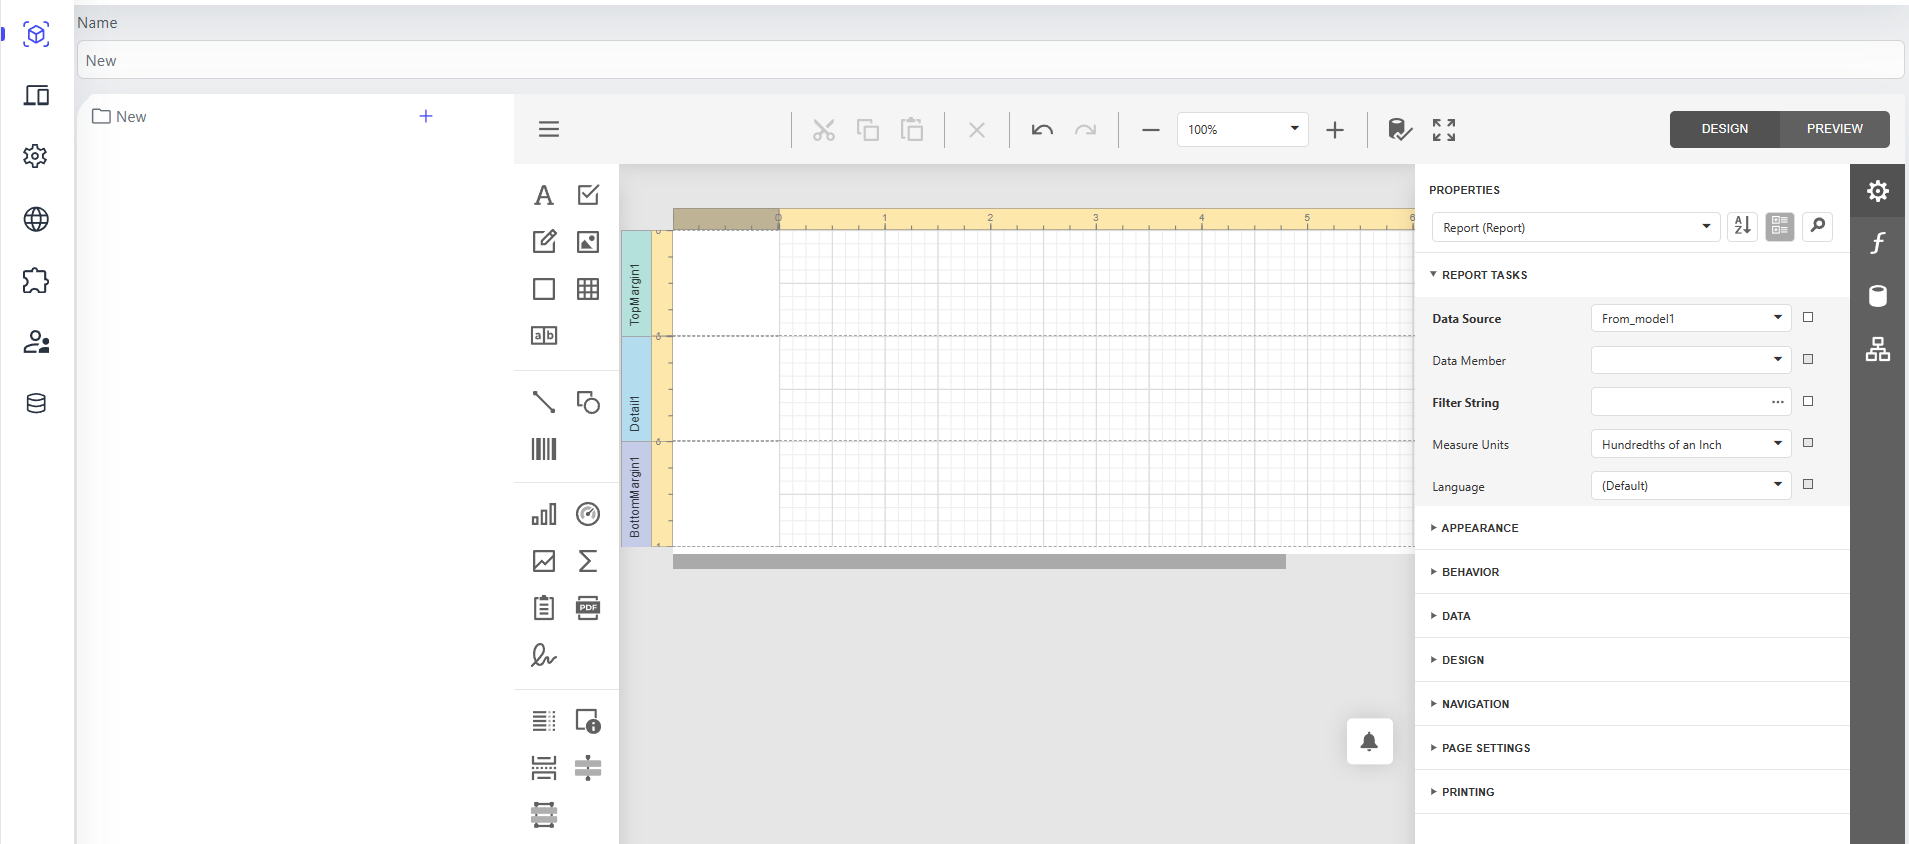 Name
New
New
100%
DESIGN
PREVIEW
PROPERTIES
Report (Report)
A
Z
REPORT TASKS
Data Source
From_model1
Data Member
Filter String
...
Measure Units
Hundredths of an Inch
Language
(Default)
APPEARANCE
BEHAVIOR
DATA
DESIGN
NAVIGATION
PAGE SETTINGS
PRINTING
0 1 2 3 4 5 6
TopMargin1
Detail1
BottomMargin1
A
a b
PDF
f